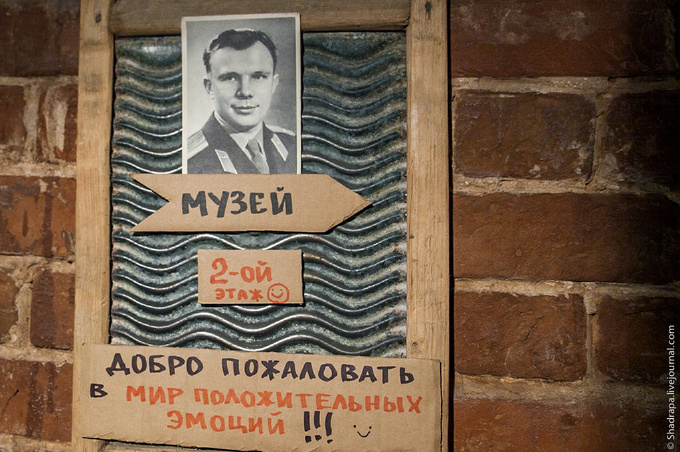 МУЗЕЙ
2-ОЙ
ЭТАЖ
ДОБРО ПОЖАЛОВАТЬ
В МИР ПОЛОЖИТЕЛЬНЫХ
ЭМОЦИЙ !!!
© Shadrapa.livejournal.com